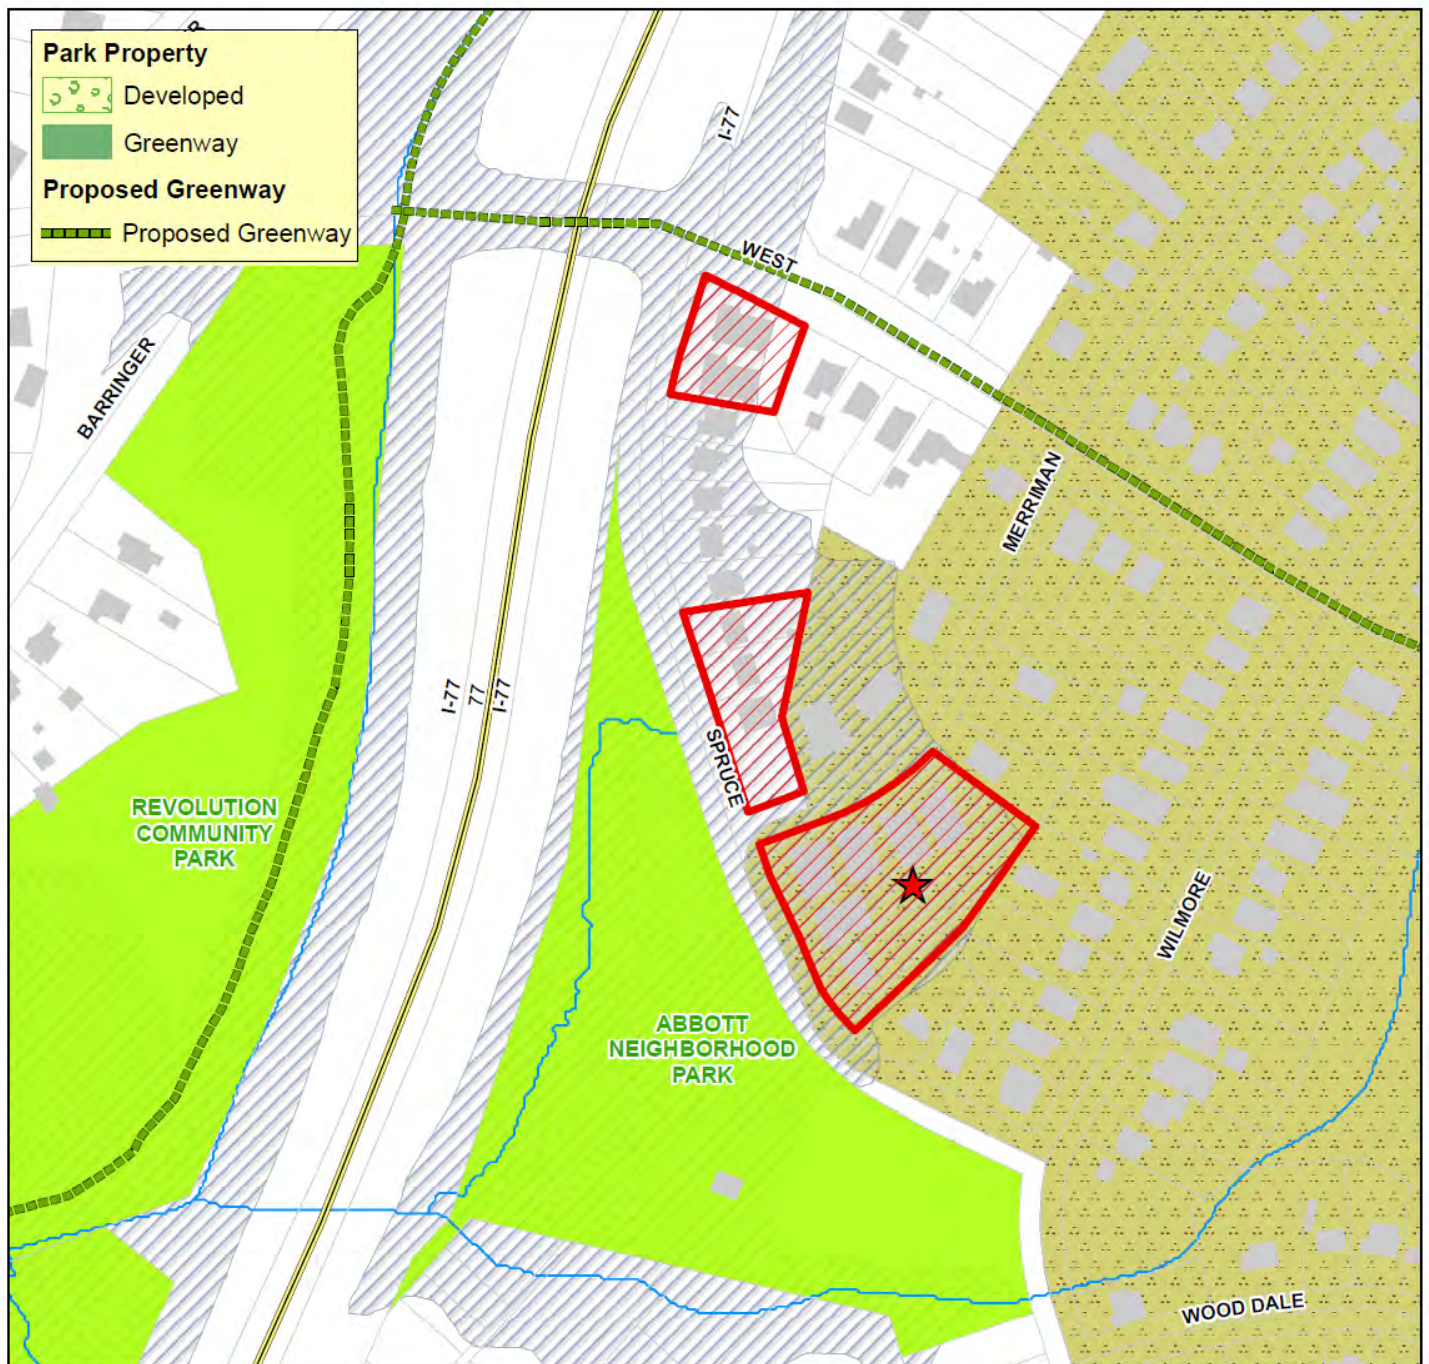 Park Property
Developed
Greenway
Proposed Greenway
Proposed Greenway
I-77
WEST
BARRINGER
MERRIMAN
I-77
77
I-77
SPRUCE
REVOLUTION
COMMUNITY
PARK
WILMORE
ABBOTT
NEIGHBORHOOD
PARK
WOOD DALE